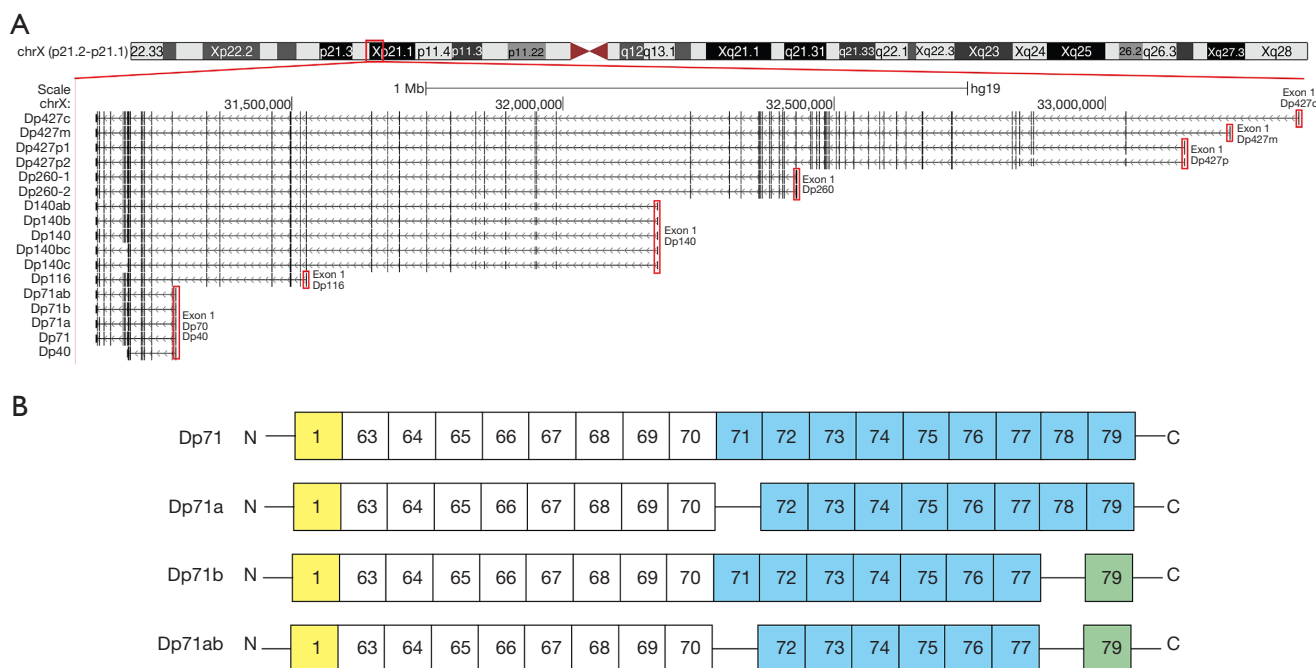 A
chrX (p21.2-p21.1) 22.33 Xp22.2 p21.3 Xp21.1 p11.4 p11.3 p11.22 q12 q13.1 Xq21.1 q21.31 q21.33 q22.1 Xq22.3 Xq23 Xq24 Xq25 26.2 q26.3 Xq27.3 Xq28
Scale 1 Mb hg19
chrX: 31,500,000 32,000,000 32,500,000 33,000,000 Exon 1
Dp427c
Dp427c
Dp427m Exon 1
Dp427m
Dp427p1 Exon 1
Dp427p2 Dp427p
Dp260-1 Exon 1
Dp260-2 Dp260
D140ab
Dp140b
Dp140 Exon 1
Dp140
Dp140bc
Dp140c
Dp116 Exon 1
Dp116
Dp71ab
Dp71b Exon 1
Dp71a Dp70
Dp71 Dp40
Dp40
B
Dp71 N 1 63 64 65 66 67 68 69 70 71 72 73 74 75 76 77 78 79 C
Dp71a N 1 63 64 65 66 67 68 69 70 72 73 74 75 76 77 78 79 C
Dp71b N 1 63 64 65 66 67 68 69 70 71 72 73 74 75 76 77 79 C
Dp71ab N 1 63 64 65 66 67 68 69 70 72 73 74 75 76 77 79 C